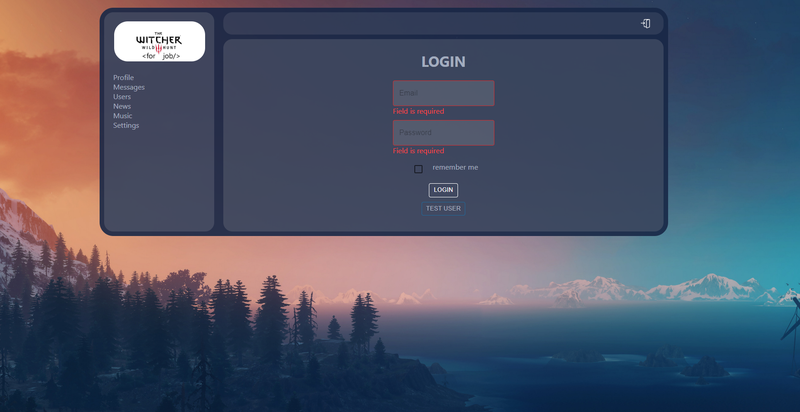 THE
WITCHER
WILD HUNT
<for job/>
Profile
Messages
Users
News
Music
Settings
LOGIN
Email
Field is required
Password
Field is required
remember me
LOGIN
TEST USER